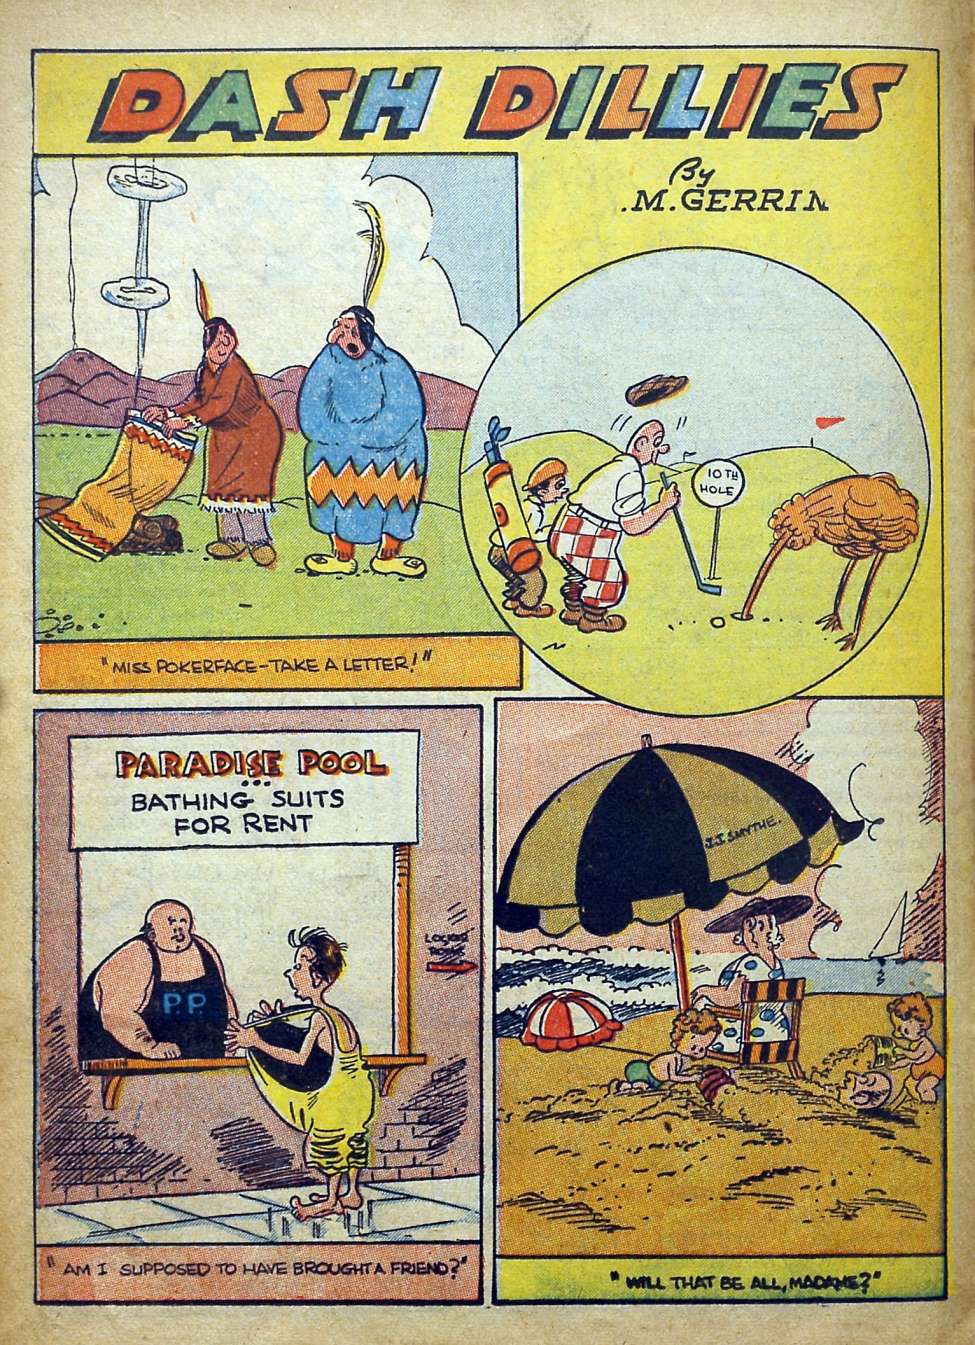 DASH DILLIES
By
M. GERRIN
"MISS POKERFACE-TAKE A LETTER!"
10TH
HOLE
PARADISE POOL
...
BATHING SUITS
FOR RENT
P.P.
"AM I SUPPOSED TO HAVE BROUGHT A FRIEND?"
J.J. SMYTHE.
"WILL THAT BE ALL, MADAME?"